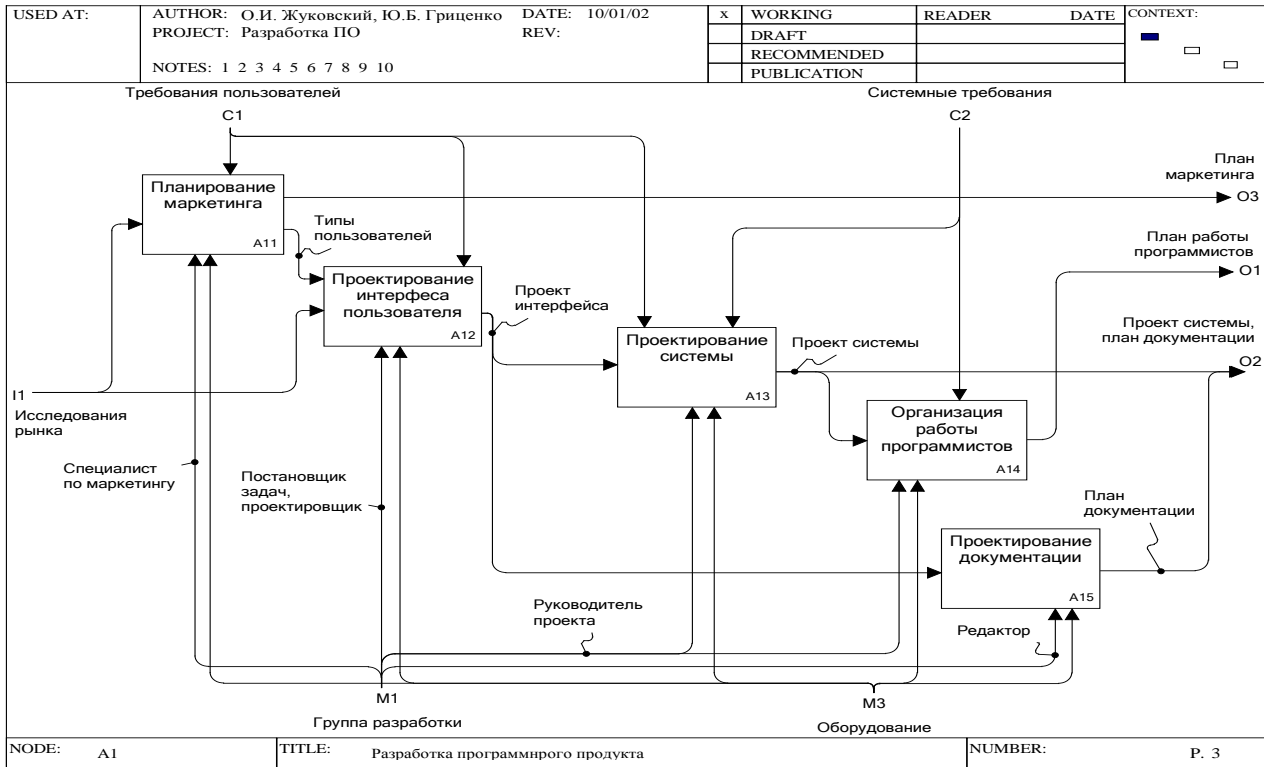 USED AT:
AUTHOR: О.И. Жуковский, Ю.Б. Гриценко
DATE: 10/01/02
PROJECT: Разработка ПО
REV:
NOTES: 1 2 3 4 5 6 7 8 9 10
x WORKING
DRAFT
RECOMMENDED
PUBLICATION
READER DATE
CONTEXT:
Требования пользователей
C1
Системные требования
C2
План
маркетинга
O3
Планирование
маркетинга
A11
Типы
пользователей
План работы
программистов
O1
Проектирование
интерфеса
пользователя
A12
Проект
интерфейса
Проектирование
системы
A13
Проект системы
Проект системы,
план документации
O2
I1
Исследования
рынка
Организация
работы
программистов
A14
Специалист
по маркетингу
Постановщик
задач,
проектировщик
План
документации
Проектирование
документации
A15
Руководитель
проекта
Редактор
M1
Группа разработки
M3
Оборудование
NODE: A1
TITLE: Разработка программнрого продукта
NUMBER: P. 3